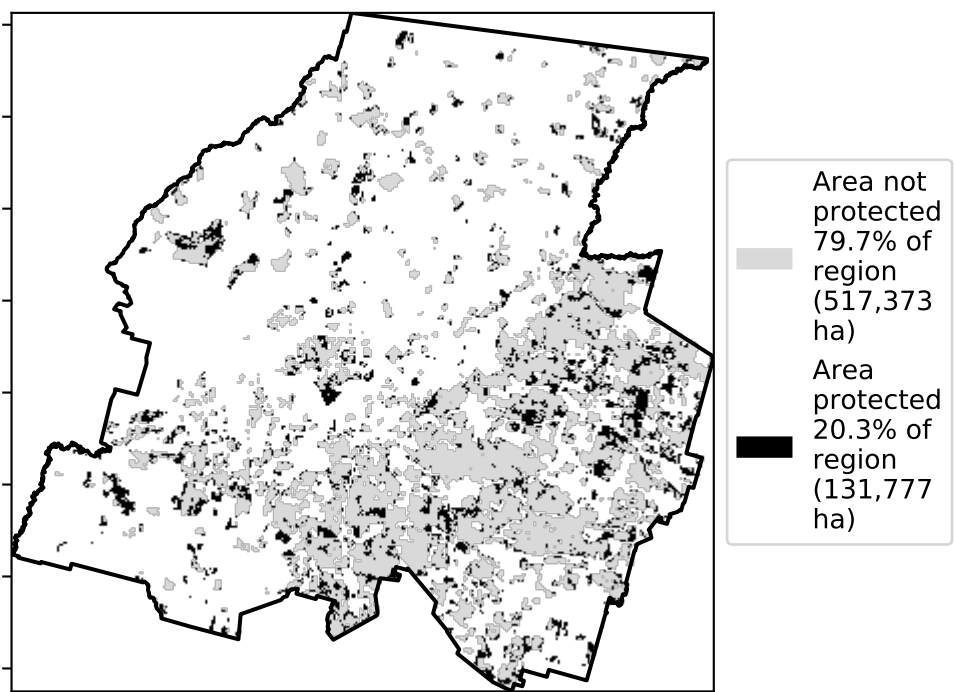 Area not
protected
79.7% of
region
(517,373
ha)
Area
protected
20.3% of
region
(131,777
ha)